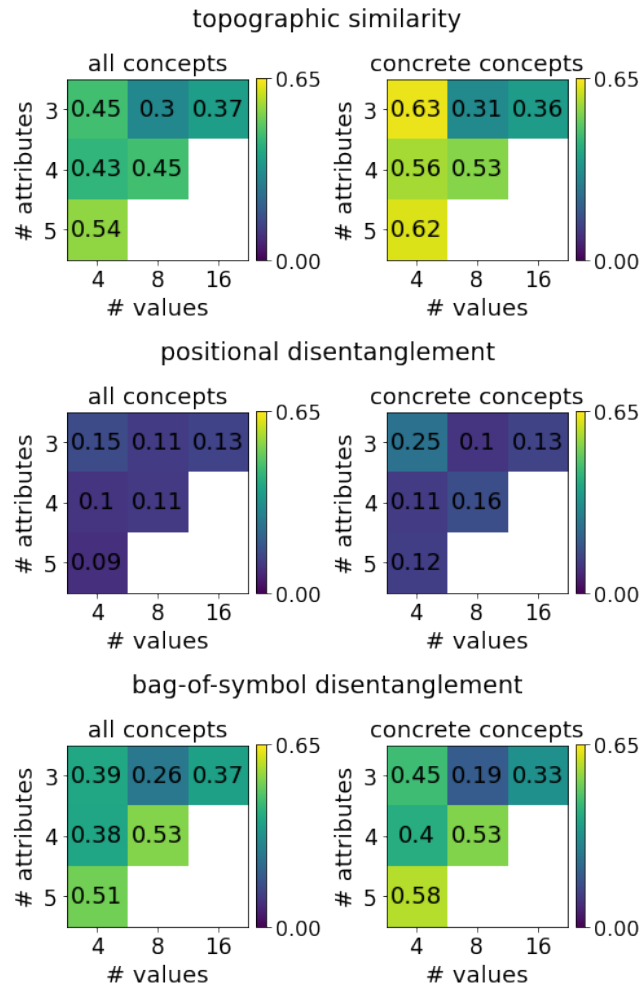 topographic similarity
all concepts
concrete concepts
# attributes
3 0.45 0.3 0.37
4 0.43 0.45
5 0.54
4 8 16
# values
0.65
0.00
# attributes
3 0.63 0.31 0.36
4 0.56 0.53
5 0.62
4 8 16
# values
0.65
0.00
positional disentanglement
all concepts
concrete concepts
# attributes
3 0.15 0.11 0.13
4 0.1 0.11
5 0.09
4 8 16
# values
0.65
0.00
# attributes
3 0.25 0.1 0.13
4 0.11 0.16
5 0.12
4 8 16
# values
0.65
0.00
bag-of-symbol disentanglement
all concepts
concrete concepts
# attributes
3 0.39 0.26 0.37
4 0.38 0.53
5 0.51
4 8 16
# values
0.65
0.00
# attributes
3 0.45 0.19 0.33
4 0.4 0.53
5 0.58
4 8 16
# values
0.65
0.00